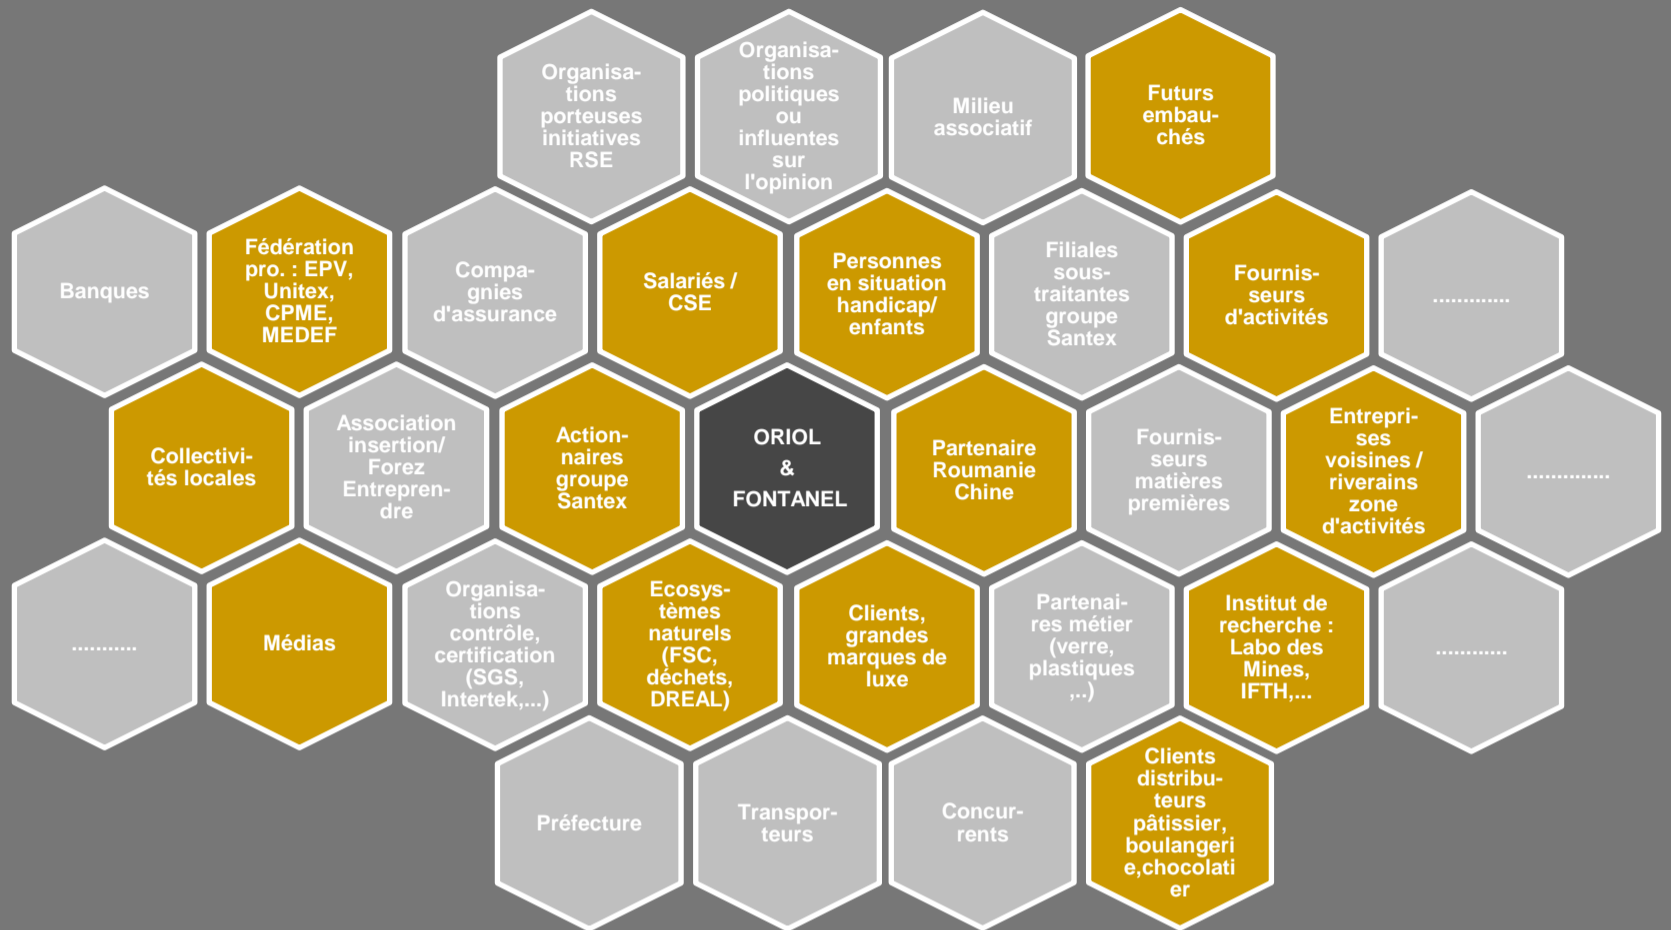 Organisa-
tions
porteuses
initiatives
RSE
Organisa-
tions
politiques
ou
influentes
sur
l'opinion
Milieu
associatif
Futurs
embau-
chés
Banques
Fédération
pro. : EPV,
Unitex,
CPME,
MEDEF
Compa-
gnies
d'assurance
Salariés /
CSE
Personnes
en situation
handicap/
enfants
Filiales
sous-
traitantes
groupe
Santex
Fournis-
seurs
d'activités
.............
Collectivi-
tés locales
Association
insertion/
Forez
Entrepren-
dre
Action-
naires
groupe
Santex
ORIOL
&
FONTANEL
Partenaire
Roumanie
Chine
Fournis-
seurs
matières
premières
Entrepri-
ses
voisines /
riverains
zone
d'activités
..............
...........
Médias
Organisa-
tions
contrôle,
certification
(SGS,
Intertek,...)
Ecosys-
tèmes
naturels
(FSC,
déchets,
DREAL)
Clients,
grandes
marques de
luxe
Partenai-
res métier
(verre,
plastiques
,..)
Institut de
recherche :
Labo des
Mines,
IFTH,...
............
Préfecture
Transpor-
teurs
Concur-
rents
Clients
distribu-
teurs
pâtissier,
boulangeri
e,chocolati
er